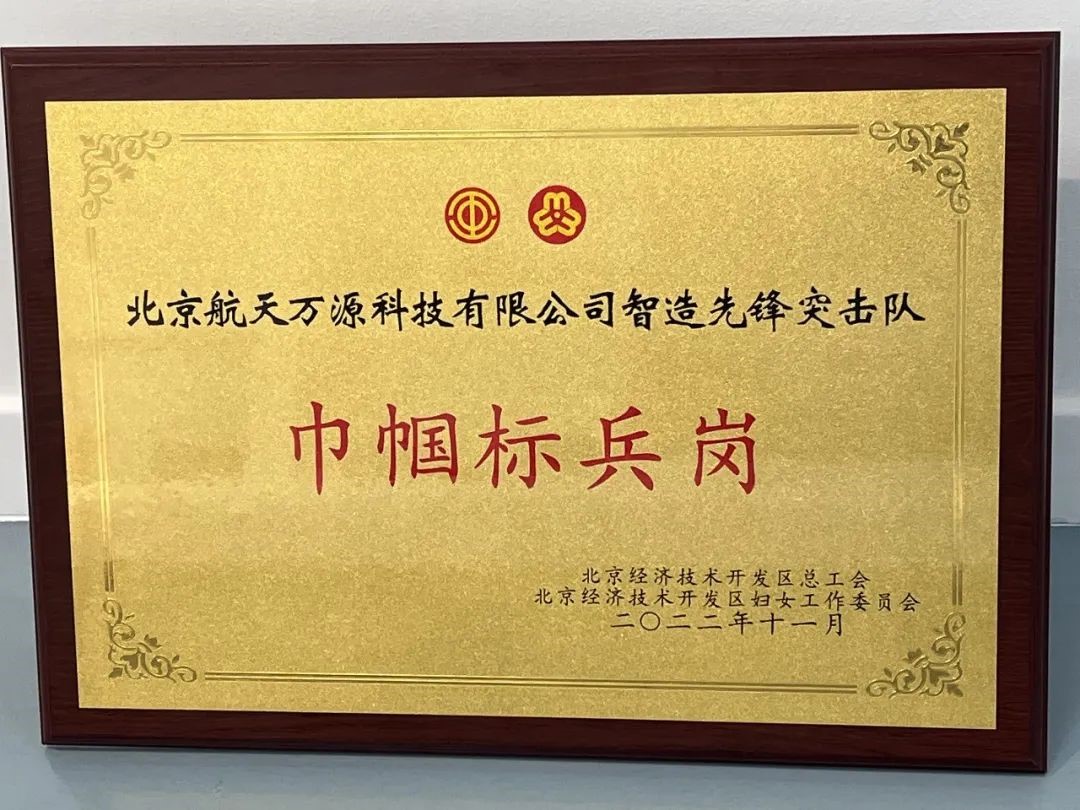 北京航天万源科技有限公司智造先锋突击队
巾帼标兵岗
北京经济技术开发区总工会
北京经济技术开发区妇女工作委员会
二〇二二年十一月